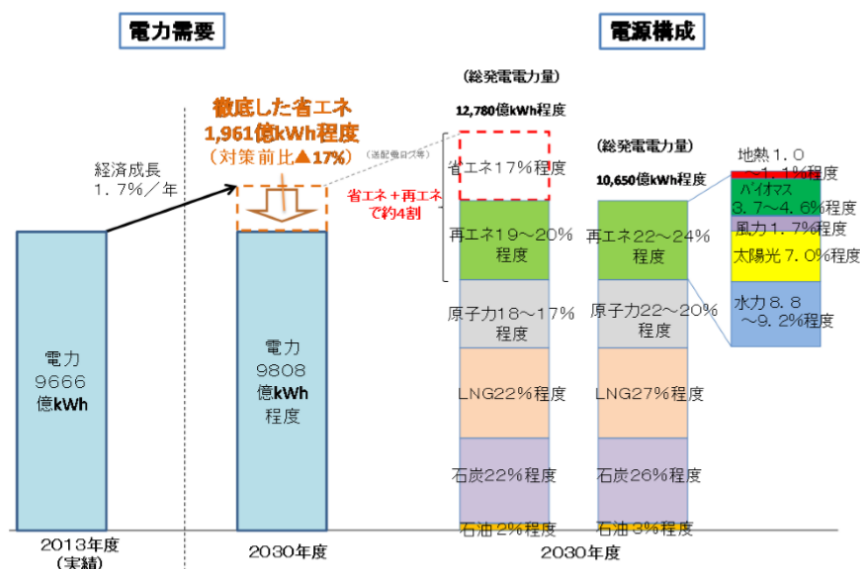 電力需要
電源構成
徹底した省エネ
1,961億kWh程度
(対策前比▲17%)
経済成長
1.7%/年
電力
9666
億kWh
電力
9808
億kWh
程度
2013年度
(実績)
2030年度
(総発電電力量)
12,780億kWh程度
(送配電ロス等)
省エネ+再エネ
で約4割
省エネ17%程度
再エネ19~20%
程度
原子力18~17%
程度
LNG22%程度
石炭22%程度
石油2%程度
(総発電電力量)
10,650億kWh程度
再エネ22~24%
程度
原子力22~20%
程度
LNG27%程度
石炭26%程度
石油3%程度
2030年度
地熱1.0
~1.1%程度
バイオマス
3.7~4.6%程度
風力1.7%程度
太陽光7.0%程度
水力8.8
~9.2%程度